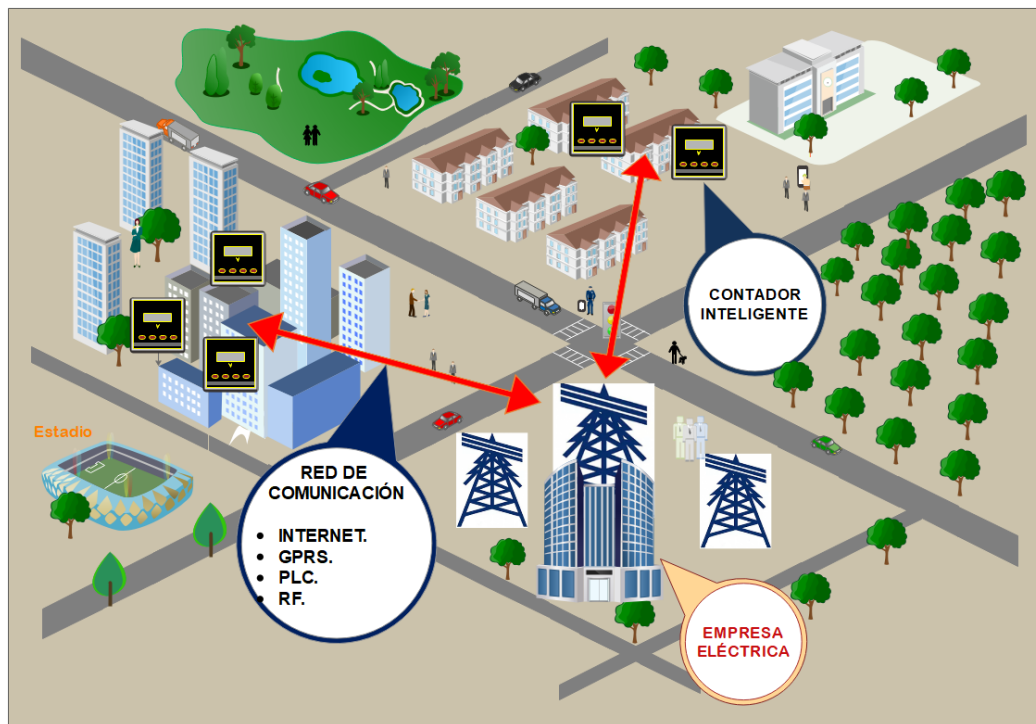 CONTADOR
INTELIGENTE
Estadio
RED DE
COMUNICACIÓN
• INTERNET.
• GPRS.
• PLC.
• RF.
EMPRESA
ELÉCTRICA